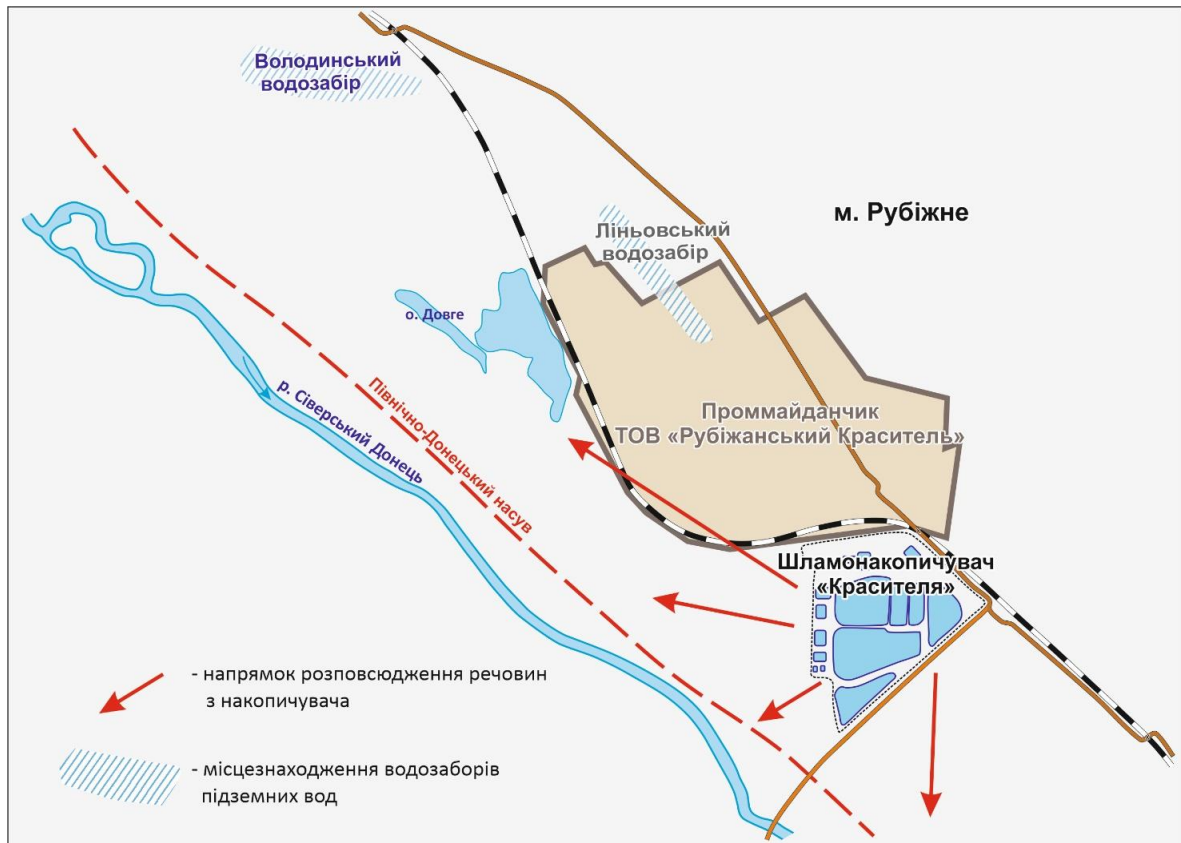 Володинський
водозабір
м. Рубіжне
Ліньовський
водозабір
о. Довге
р. Сіверський Донець
Північно-Донецький насув
Проммайданчик
ТОВ «Рубіжанський Краситель»
Шламонакопичувач
«Красителя»
- напрямок розповсюдження речовин
з накопичувача
- місцезнаходження водозаборів
підземних вод